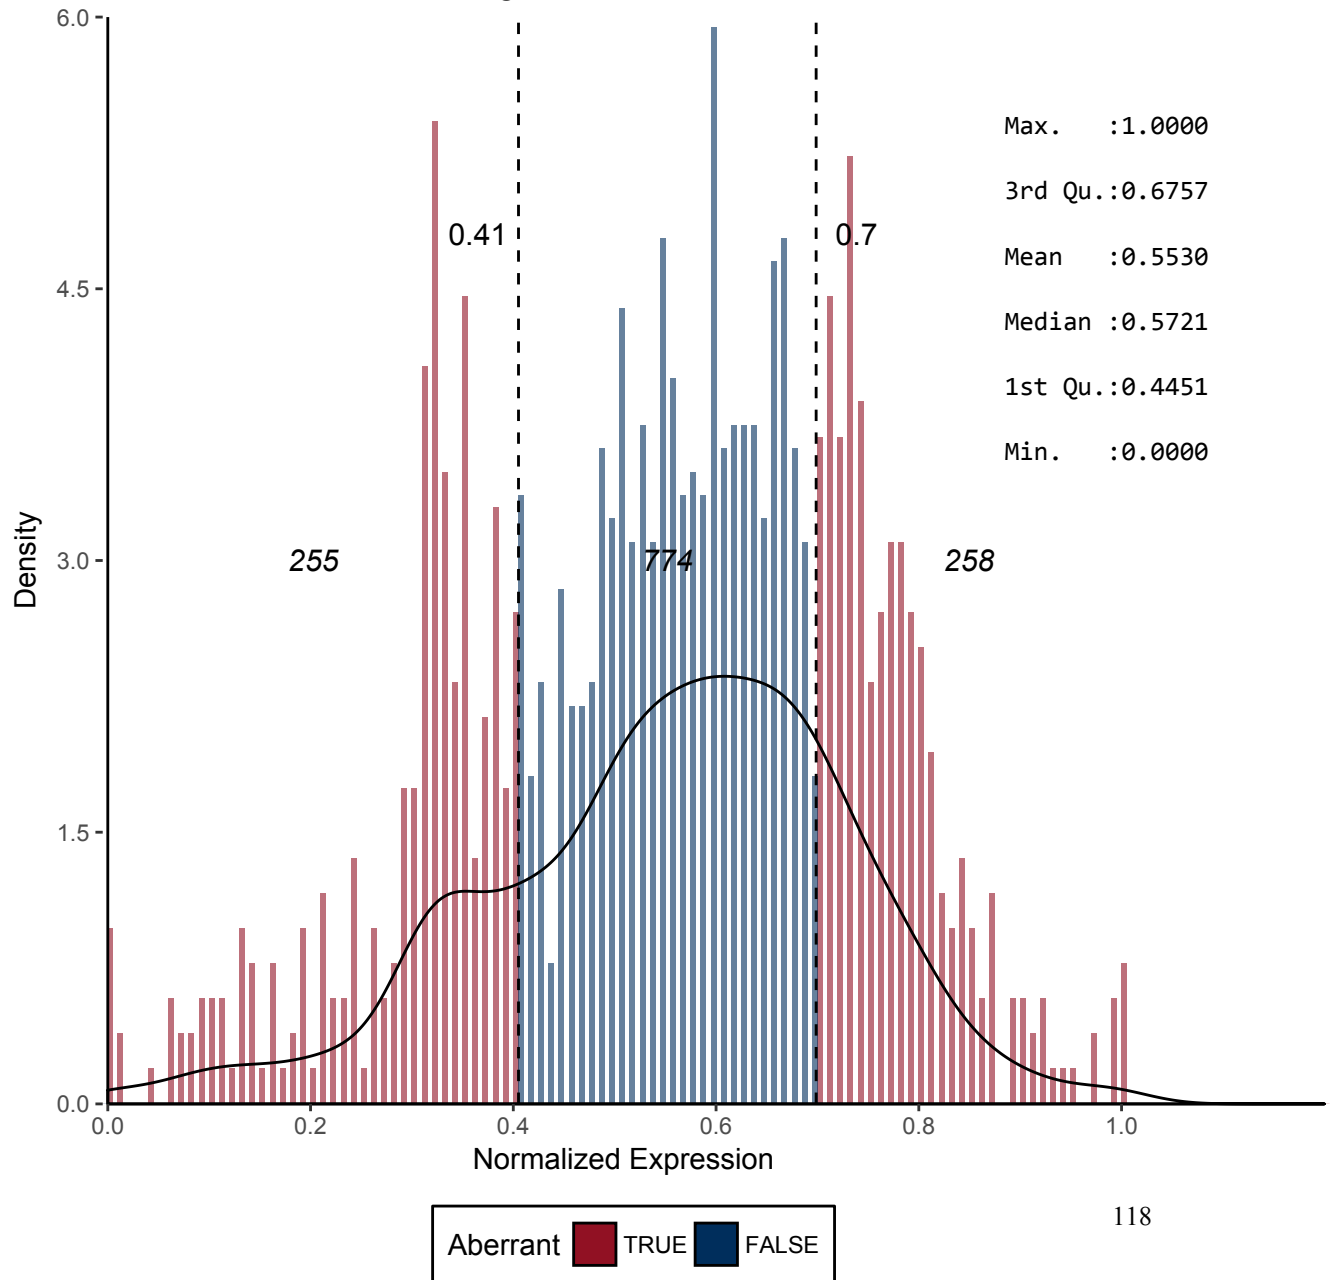 6.0
Max. :1.0000
3rd Qu.:0.6757
0.41
0.7
Mean :0.5530
4.5
Median :0.5721
1st Qu.:0.4451
Min. :0.0000
Density
3.0
255
774
258
1.5
0.0
0.0 0.2 0.4 0.6 0.8 1.0
Normalized Expression
118
Aberrant TRUE FALSE